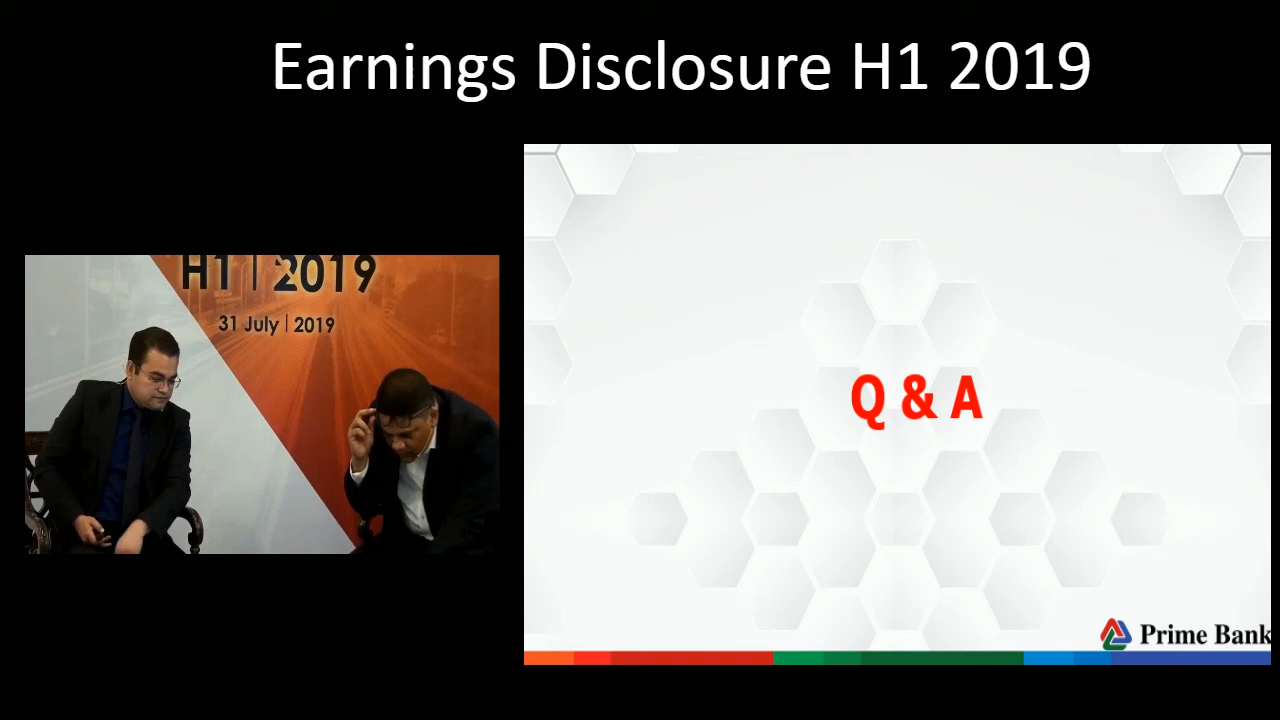 Earnings Disclosure H1 2019
H1 | 2019
31 July | 2019
Q & A
Prime Bank